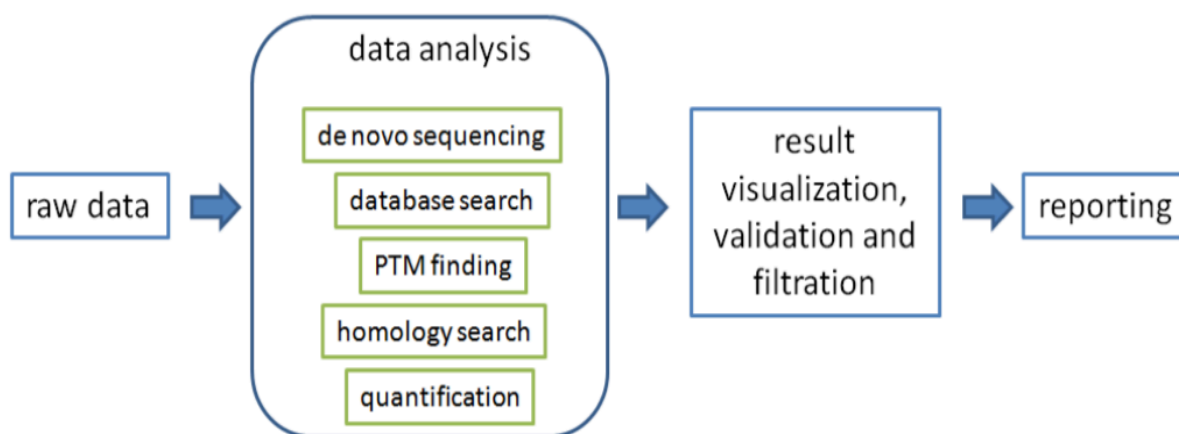 raw data
data analysis
de novo sequencing
database search
PTM finding
homology search
quantification
result
visualization,
validation and
filtration
reporting